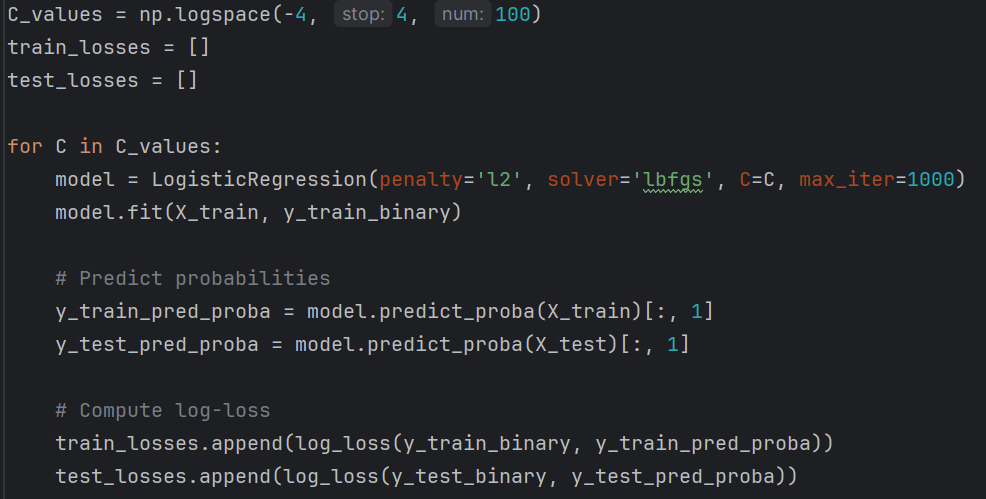 C_values = np.logspace(-4, stop: 4, num: 100)
train_losses = []
test_losses = []
for C in C_values:
    model = LogisticRegression(penalty='l2', solver='lbfgs', C=C, max_iter=1000)
    model.fit(X_train, y_train_binary)
    # Predict probabilities
    y_train_pred_proba = model.predict_proba(X_train)[:, 1]
    y_test_pred_proba = model.predict_proba(X_test)[:, 1]
    # Compute log-loss
    train_losses.append(log_loss(y_train_binary, y_train_pred_proba))
    test_losses.append(log_loss(y_test_binary, y_test_pred_proba))